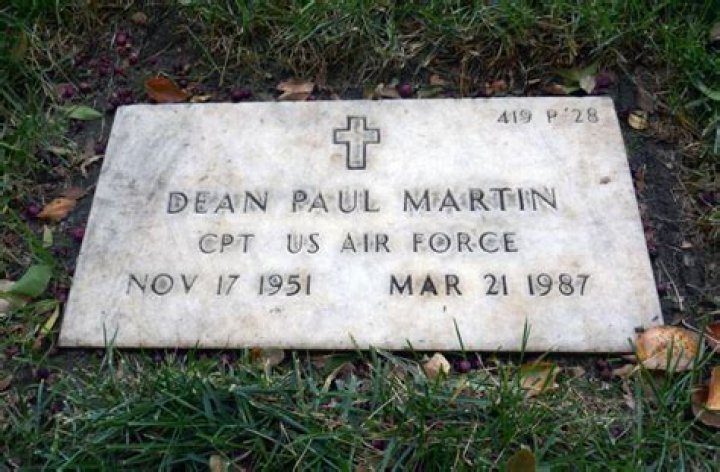 419 P 28
DEAN PAUL MARTIN
CPT US AIR FORCE
NOV 17 1951 MAR 21 1987